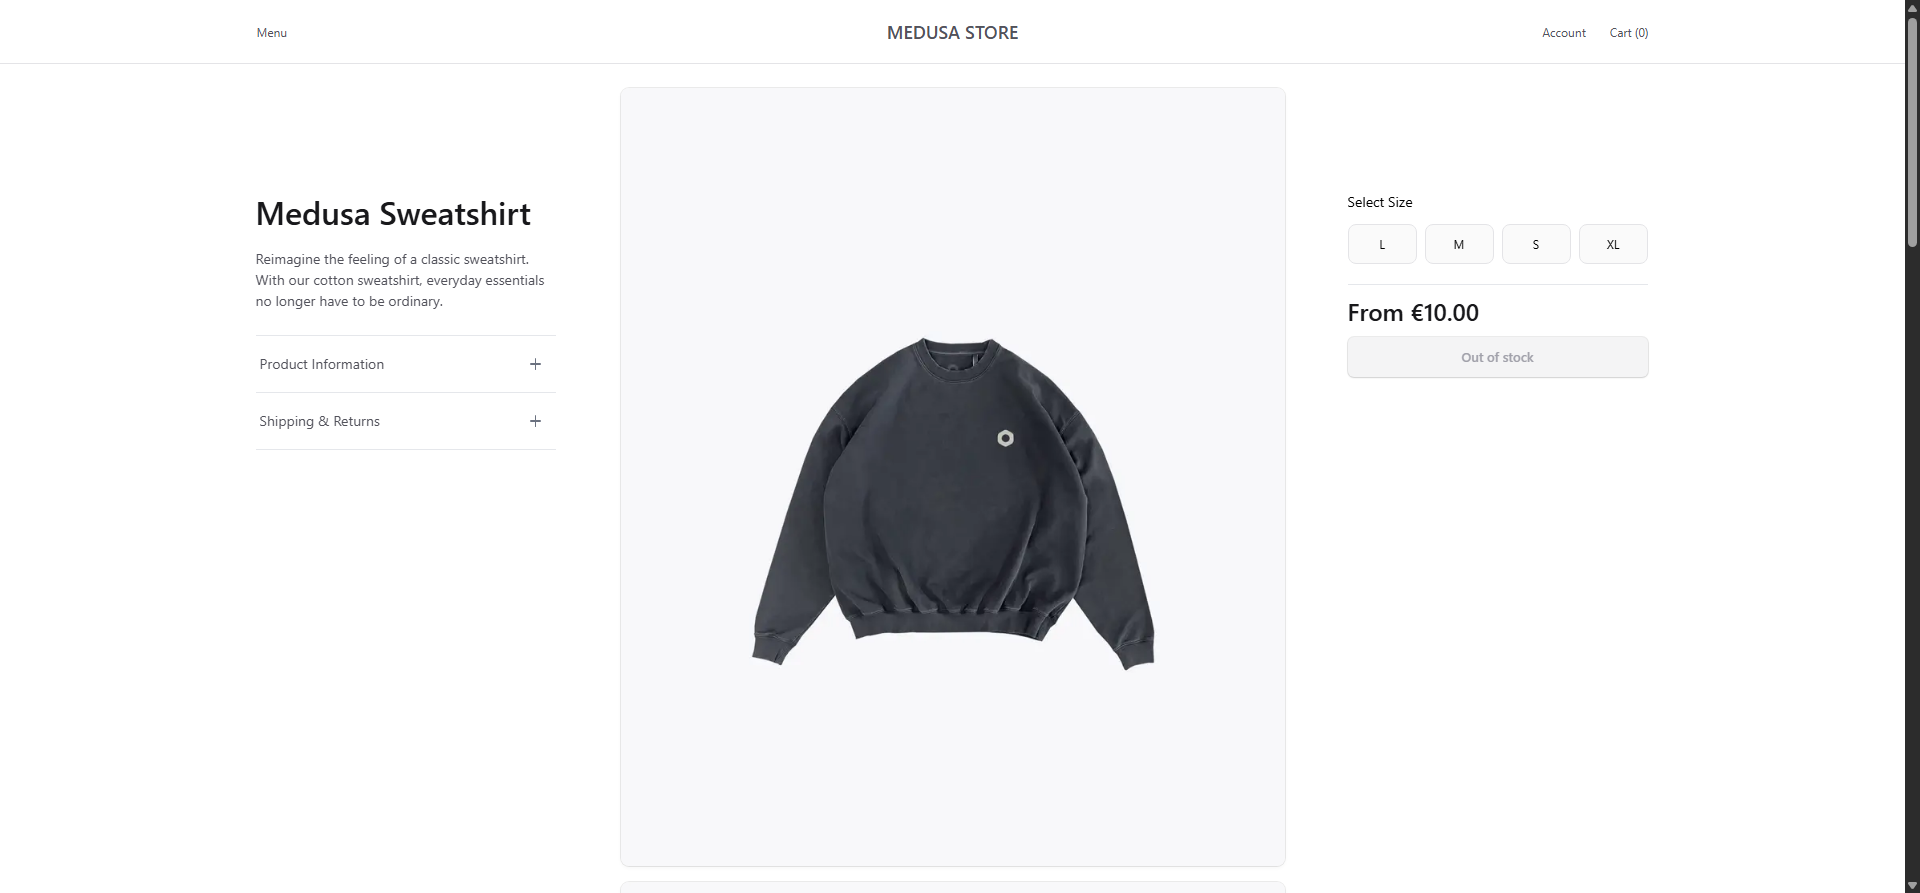 Menu
MEDUSA STORE
Account
Cart (0)
Medusa Sweatshirt
Reimagine the feeling of a classic sweatshirt.
With our cotton sweatshirt, everyday essentials
no longer have to be ordinary.
Product Information
Shipping & Returns
Select Size
L
M
S
XL
From €10.00
Out of stock